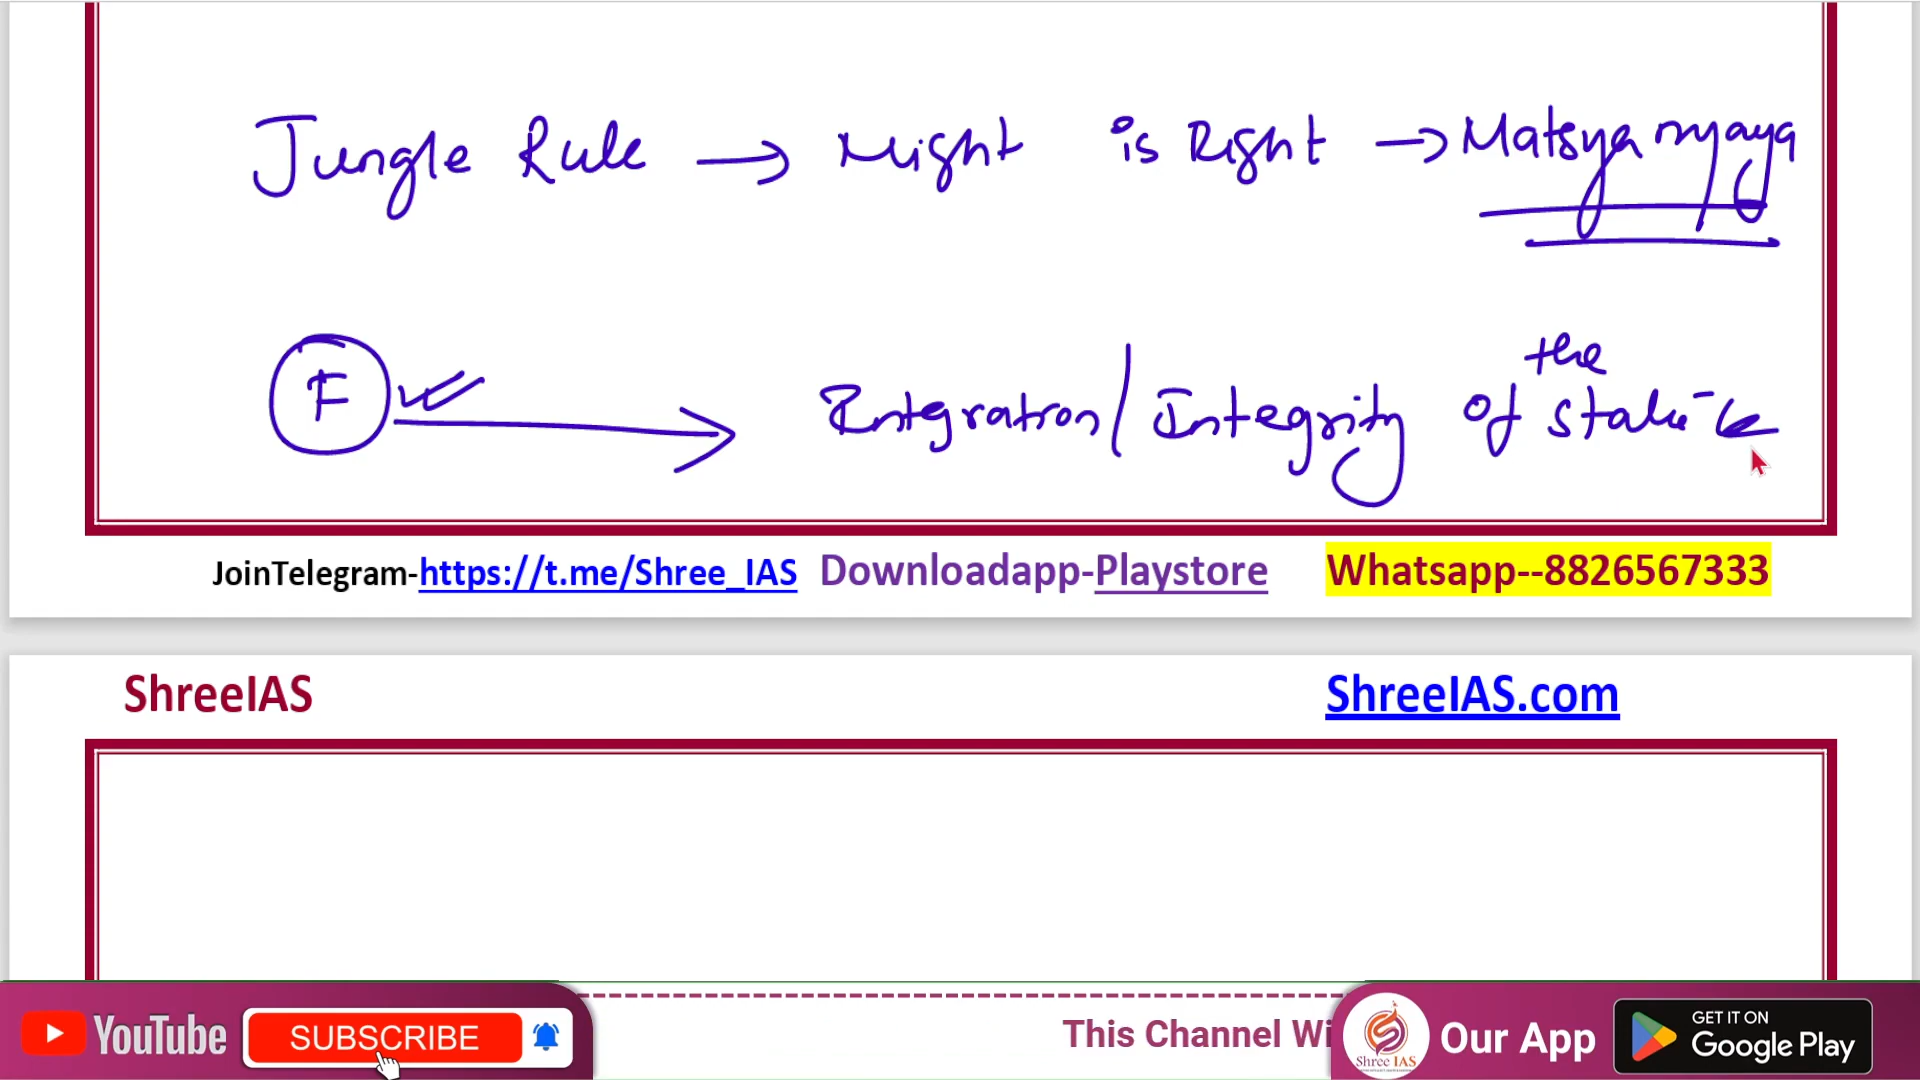 Jungle Rule → Might is Right → Matsyanyaya
F → Integration/Integrity of the
JoinTelegram-https://t.me/Shree_IAS Downloadapp-Playstore Whatsapp--8826567333
ShreeIAS ShreeIAS.com
YouTube SUBSCRIBE This Channel Wi Shree IAS Our App GET IT ON Google Play